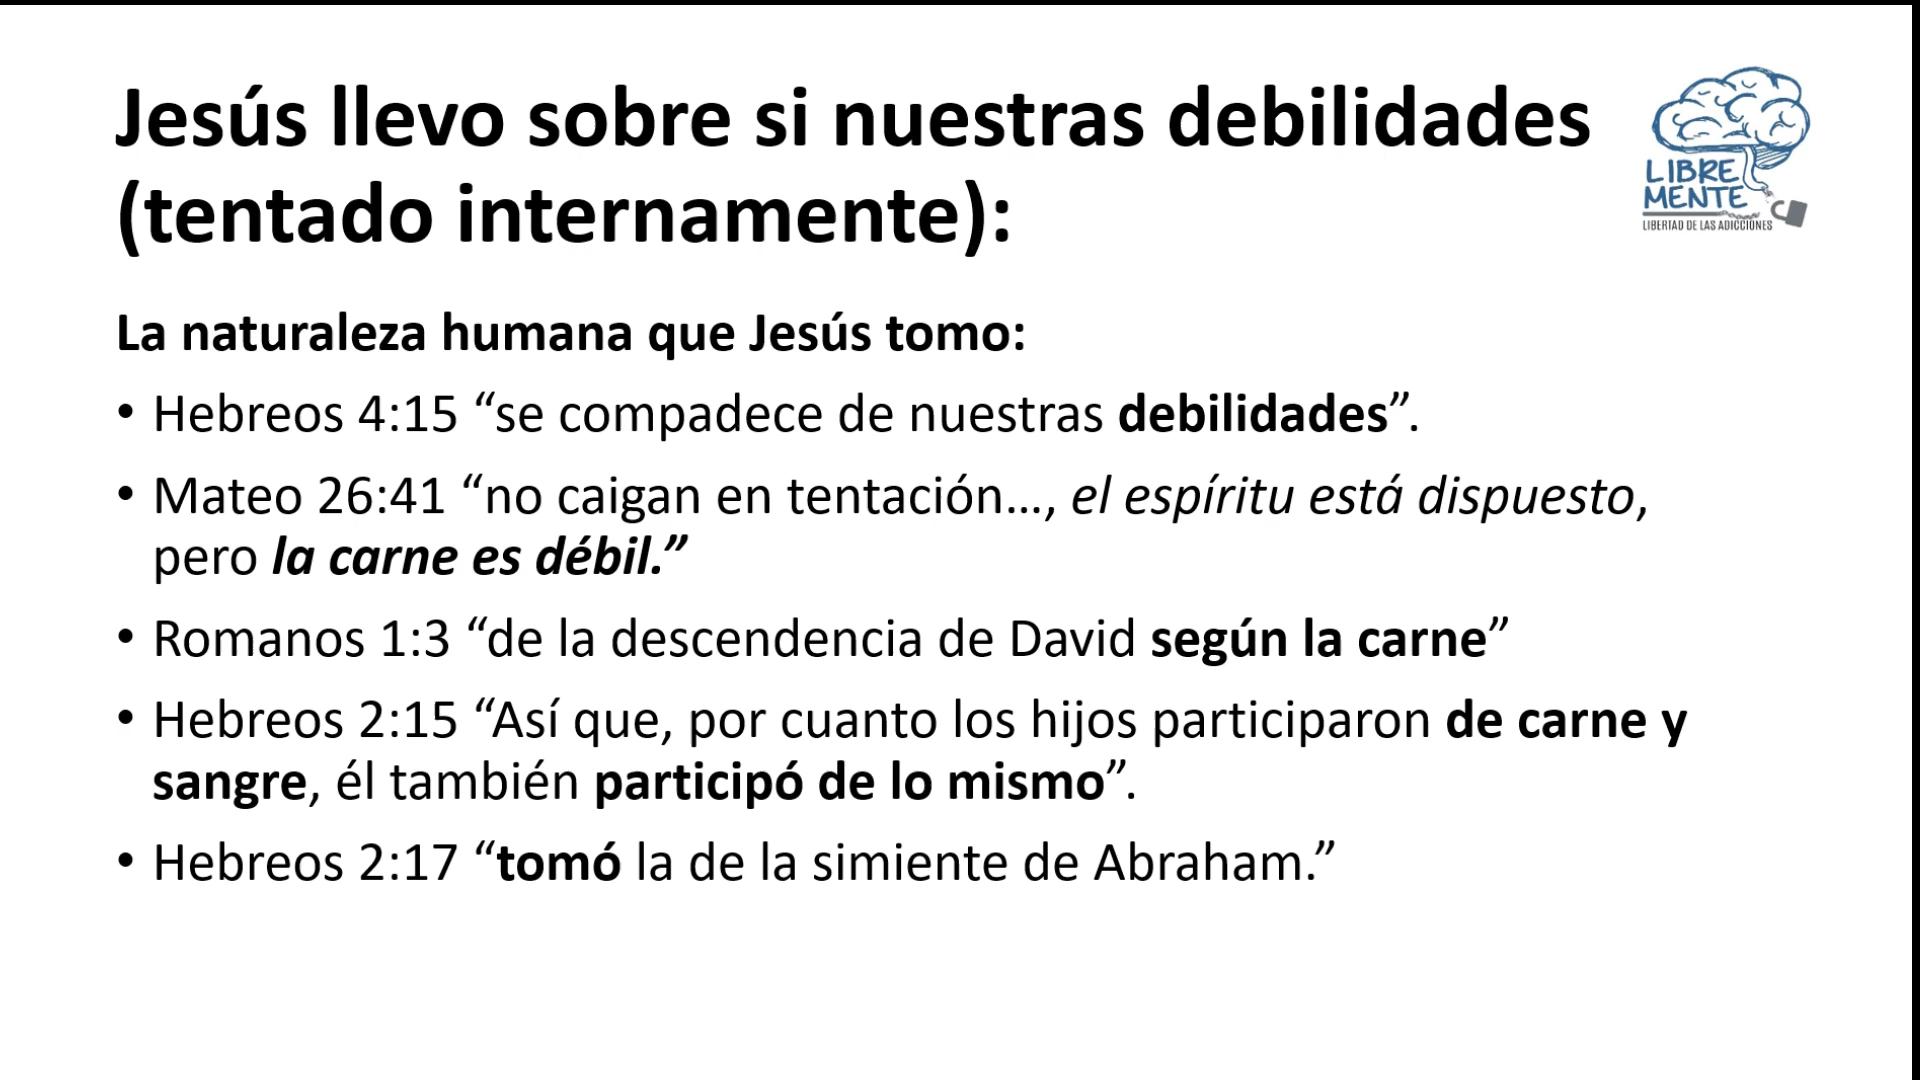 Jesús llevo sobre si nuestras debilidades
(tentado internamente):
LIBRE
MENTE
LIBERTAD DE LAS ADICCIONES
La naturaleza humana que Jesús tomo:
• Hebreos 4:15 “se compadece de nuestras debilidades”.
• Mateo 26:41 “no caigan en tentación…, el espíritu está dispuesto,
pero la carne es débil.”
• Romanos 1:3 “de la descendencia de David según la carne”
• Hebreos 2:15 “Así que, por cuanto los hijos participaron de carne y
sangre, él también participó de lo mismo”.
• Hebreos 2:17 “tomó la de la simiente de Abraham.”